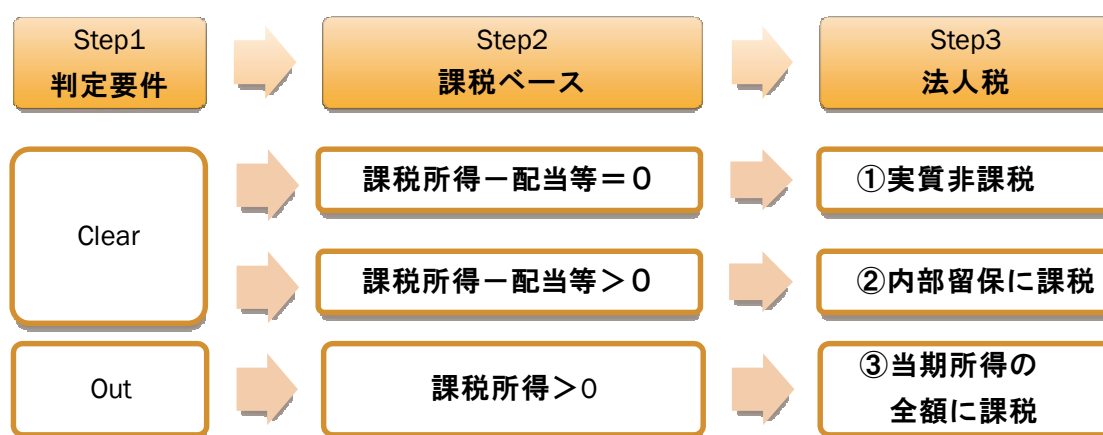 Step1
判定要件
Step2
課税ベース
Step3
法人税
Clear
課税所得－配当等＝０
①実質非課税
課税所得－配当等＞０
②内部留保に課税
Out
課税所得＞0
③当期所得の
全額に課税